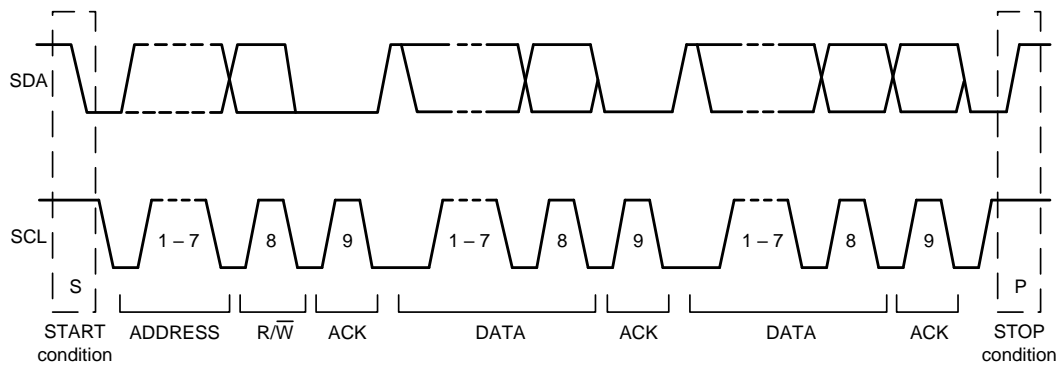 SDA
SCL
1 – 7
8
9
1 – 7
8
9
1 – 7
8
9
S
P
START
condition
ADDRESS
R/W̅
ACK
DATA
ACK
DATA
ACK
STOP
condition